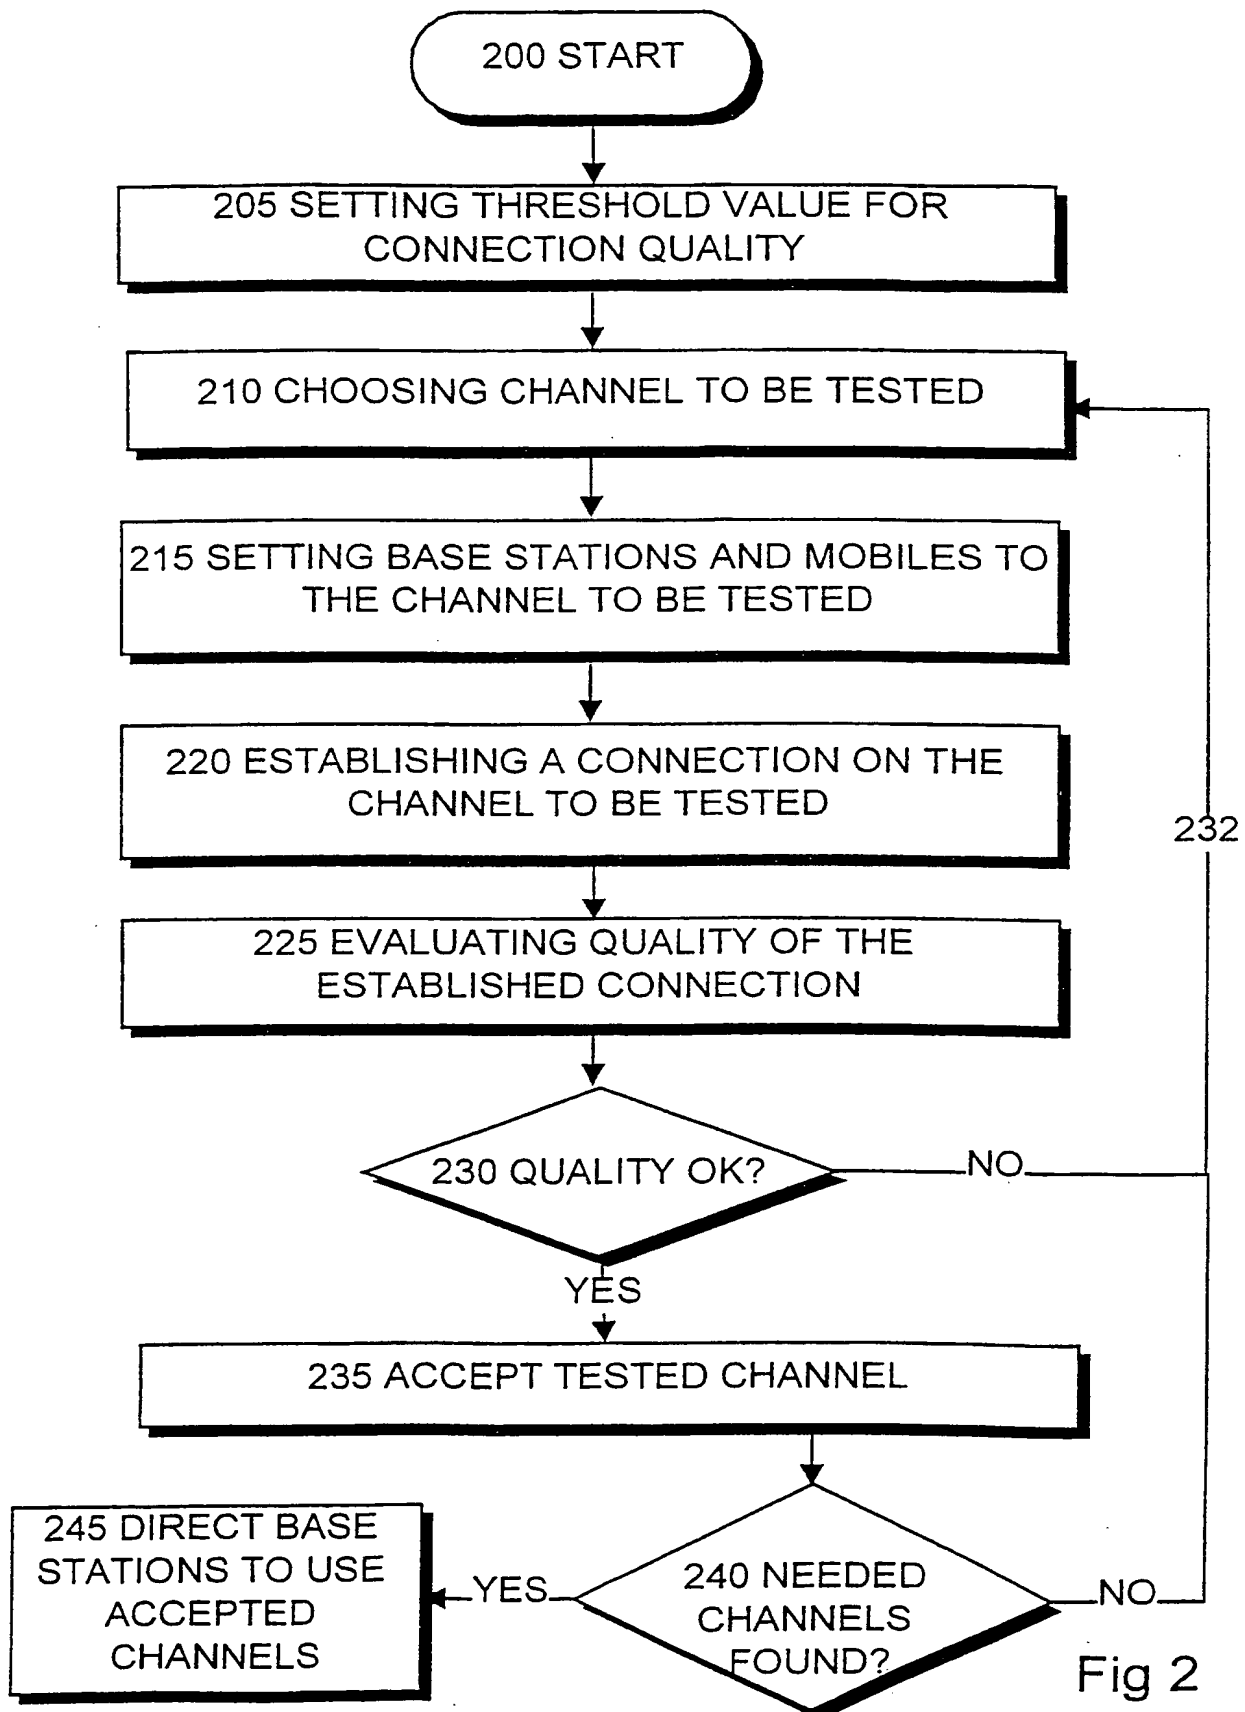 200 START
205 SETTING THRESHOLD VALUE FOR
CONNECTION QUALITY
210 CHOOSING CHANNEL TO BE TESTED
215 SETTING BASE STATIONS AND MOBILES TO
THE CHANNEL TO BE TESTED
220 ESTABLISHING A CONNECTION ON THE
CHANNEL TO BE TESTED
232
225 EVALUATING QUALITY OF THE
ESTABLISHED CONNECTION
230 QUALITY OK?
NO
YES
235 ACCEPT TESTED CHANNEL
245 DIRECT BASE
STATIONS TO USE
ACCEPTED
CHANNELS
YES
240 NEEDED
CHANNELS
FOUND?
NO
Fig 2